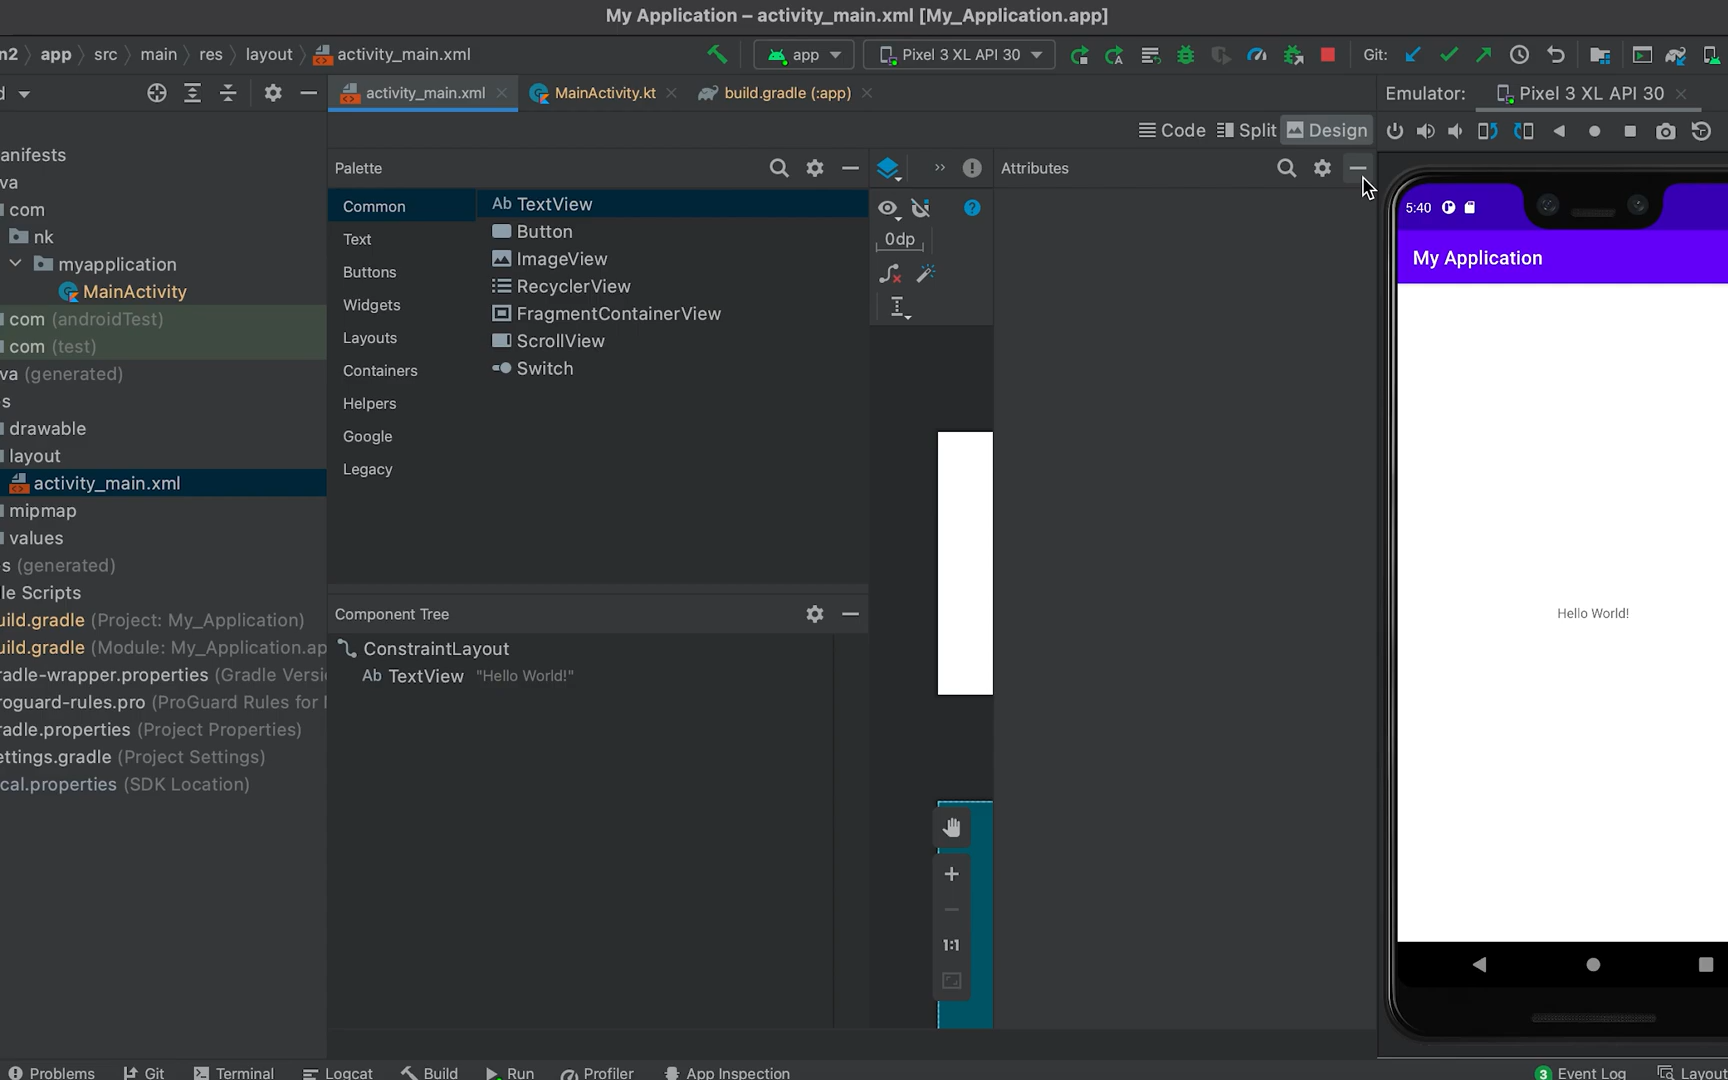 My Application – activity_main.xml [My_Application.app]
n2 app src main res layout activity_main.xml app Pixel 3 XL API 30 Git:
d activity_main.xml MainActivity.kt build.gradle (:app) Emulator: Pixel 3 XL API 30
Code Split Design
Palette
Attributes
anifests
va
com
nk
myapplication
MainActivity
com (androidTest)
com (test)
va (generated)
s
drawable
layout
activity_main.xml
mipmap
values
s (generated)
le Scripts
uild.gradle (Project: My_Application)
uild.gradle (Module: My_Application.ap
radle-wrapper.properties (Gradle Versi
roguard-rules.pro (ProGuard Rules for
radle.properties (Project Properties)
ettings.gradle (Project Settings)
cal.properties (SDK Location)
Common
Text
Buttons
Widgets
Layouts
Containers
Helpers
Google
Legacy
Ab TextView
Button
ImageView
RecyclerView
FragmentContainerView
ScrollView
Switch
0dp
Component Tree
ConstraintLayout
Ab TextView "Hello World!"
1:1
5:40
My Application
Hello World!
Problems Git Terminal Logcat Build Run Profiler App Inspection 3 Event Log Layout